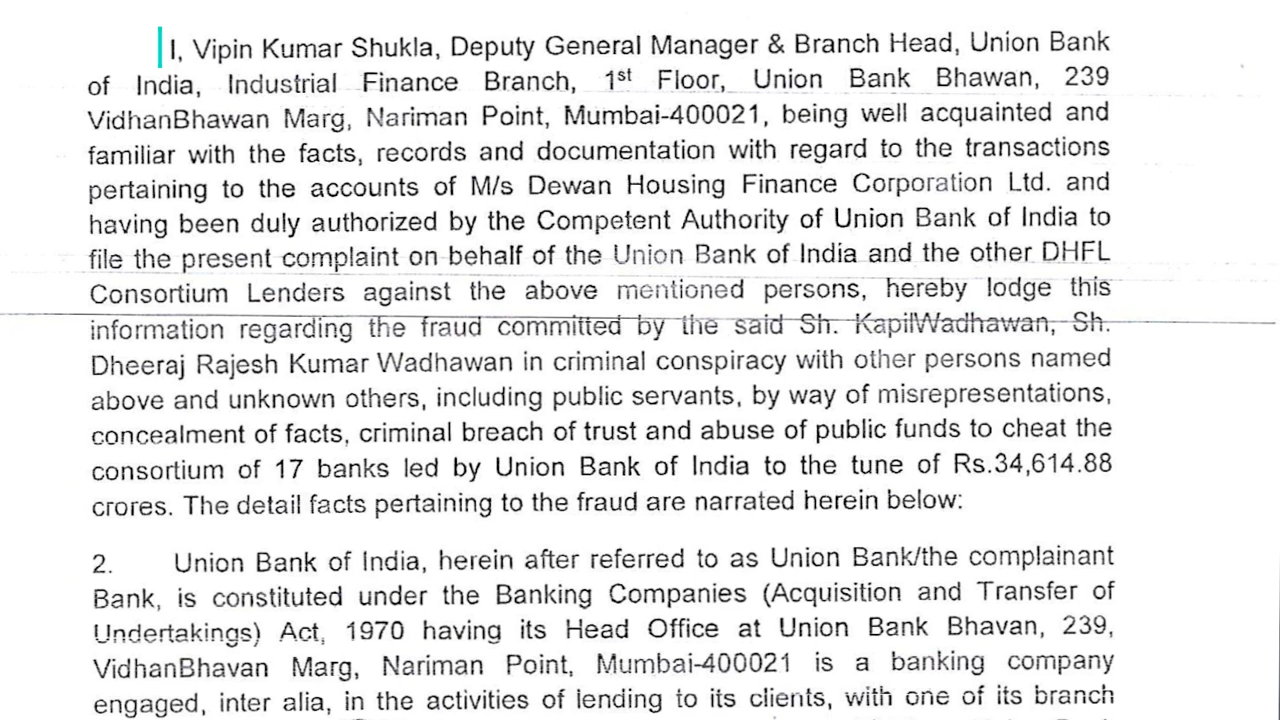 I, Vipin Kumar Shukla, Deputy General Manager & Branch Head, Union Bank
of India, Industrial Finance Branch, 1st Floor, Union Bank Bhawan, 239
VidhanBhawan Marg, Nariman Point, Mumbai-400021, being well acquainted and
familiar with the facts, records and documentation with regard to the transactions
pertaining to the accounts of M/s Dewan Housing Finance Corporation Ltd. and
having been duly authorized by the Competent Authority of Union Bank of India to
file the present complaint on behalf of the Union Bank of India and the other DHFL
Consortium Lenders against the above mentioned persons, hereby lodge this
information regarding the fraud committed by the said Sh. KapilWadhawan, Sh.
Dheeraj Rajesh Kumar Wadhawan in criminal conspiracy with other persons named
above and unknown others, including public servants, by way of misrepresentations,
concealment of facts, criminal breach of trust and abuse of public funds to cheat the
consortium of 17 banks led by Union Bank of India to the tune of Rs.34,614.88
crores. The detail facts pertaining to the fraud are narrated herein below:
2. Union Bank of India, herein after referred to as Union Bank/the complainant
Bank, is constituted under the Banking Companies (Acquisition and Transfer of
Undertakings) Act, 1970 having its Head Office at Union Bank Bhavan, 239,
VidhanBhavan Marg, Nariman Point, Mumbai-400021 is a banking company
engaged, inter alia, in the activities of lending to its clients, with one of its branch